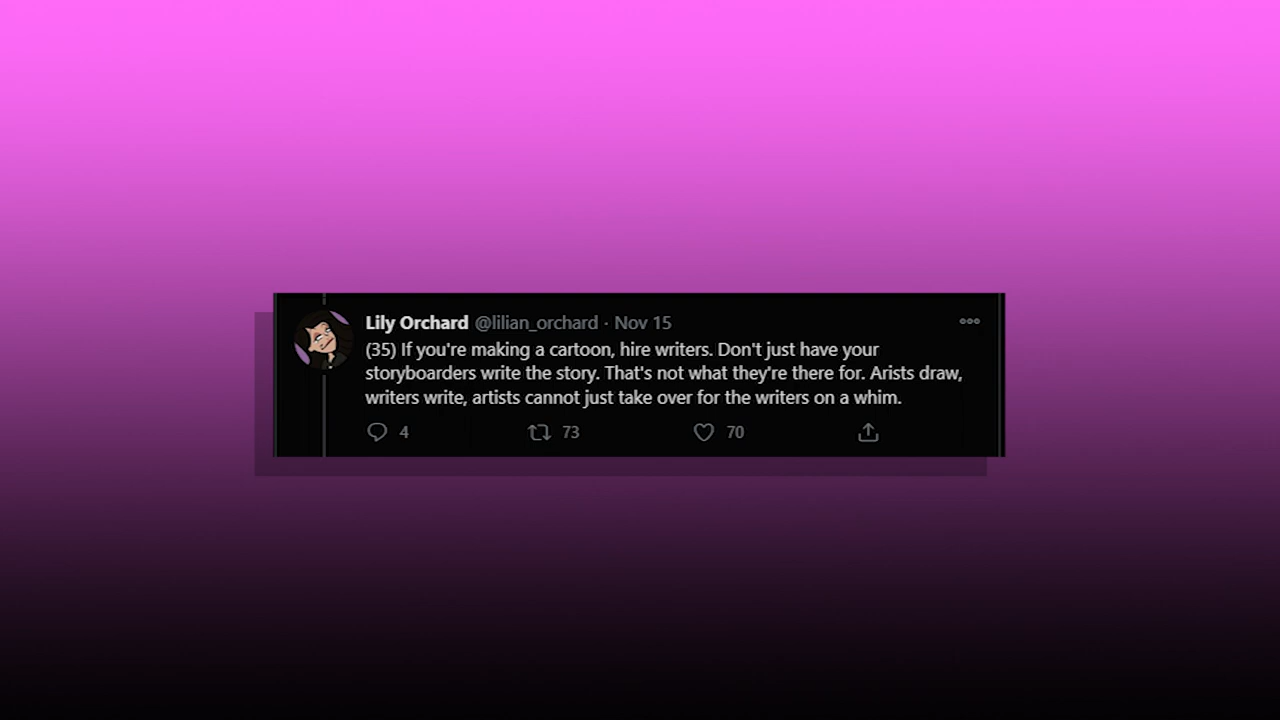 Lily Orchard @lilian_orchard · Nov 15
(35) If you're making a cartoon, hire writers. Don't just have your
storyboarders write the story. That's not what they're there for. Arists draw,
writers write, artists cannot just take over for the writers on a whim.
4 73 70